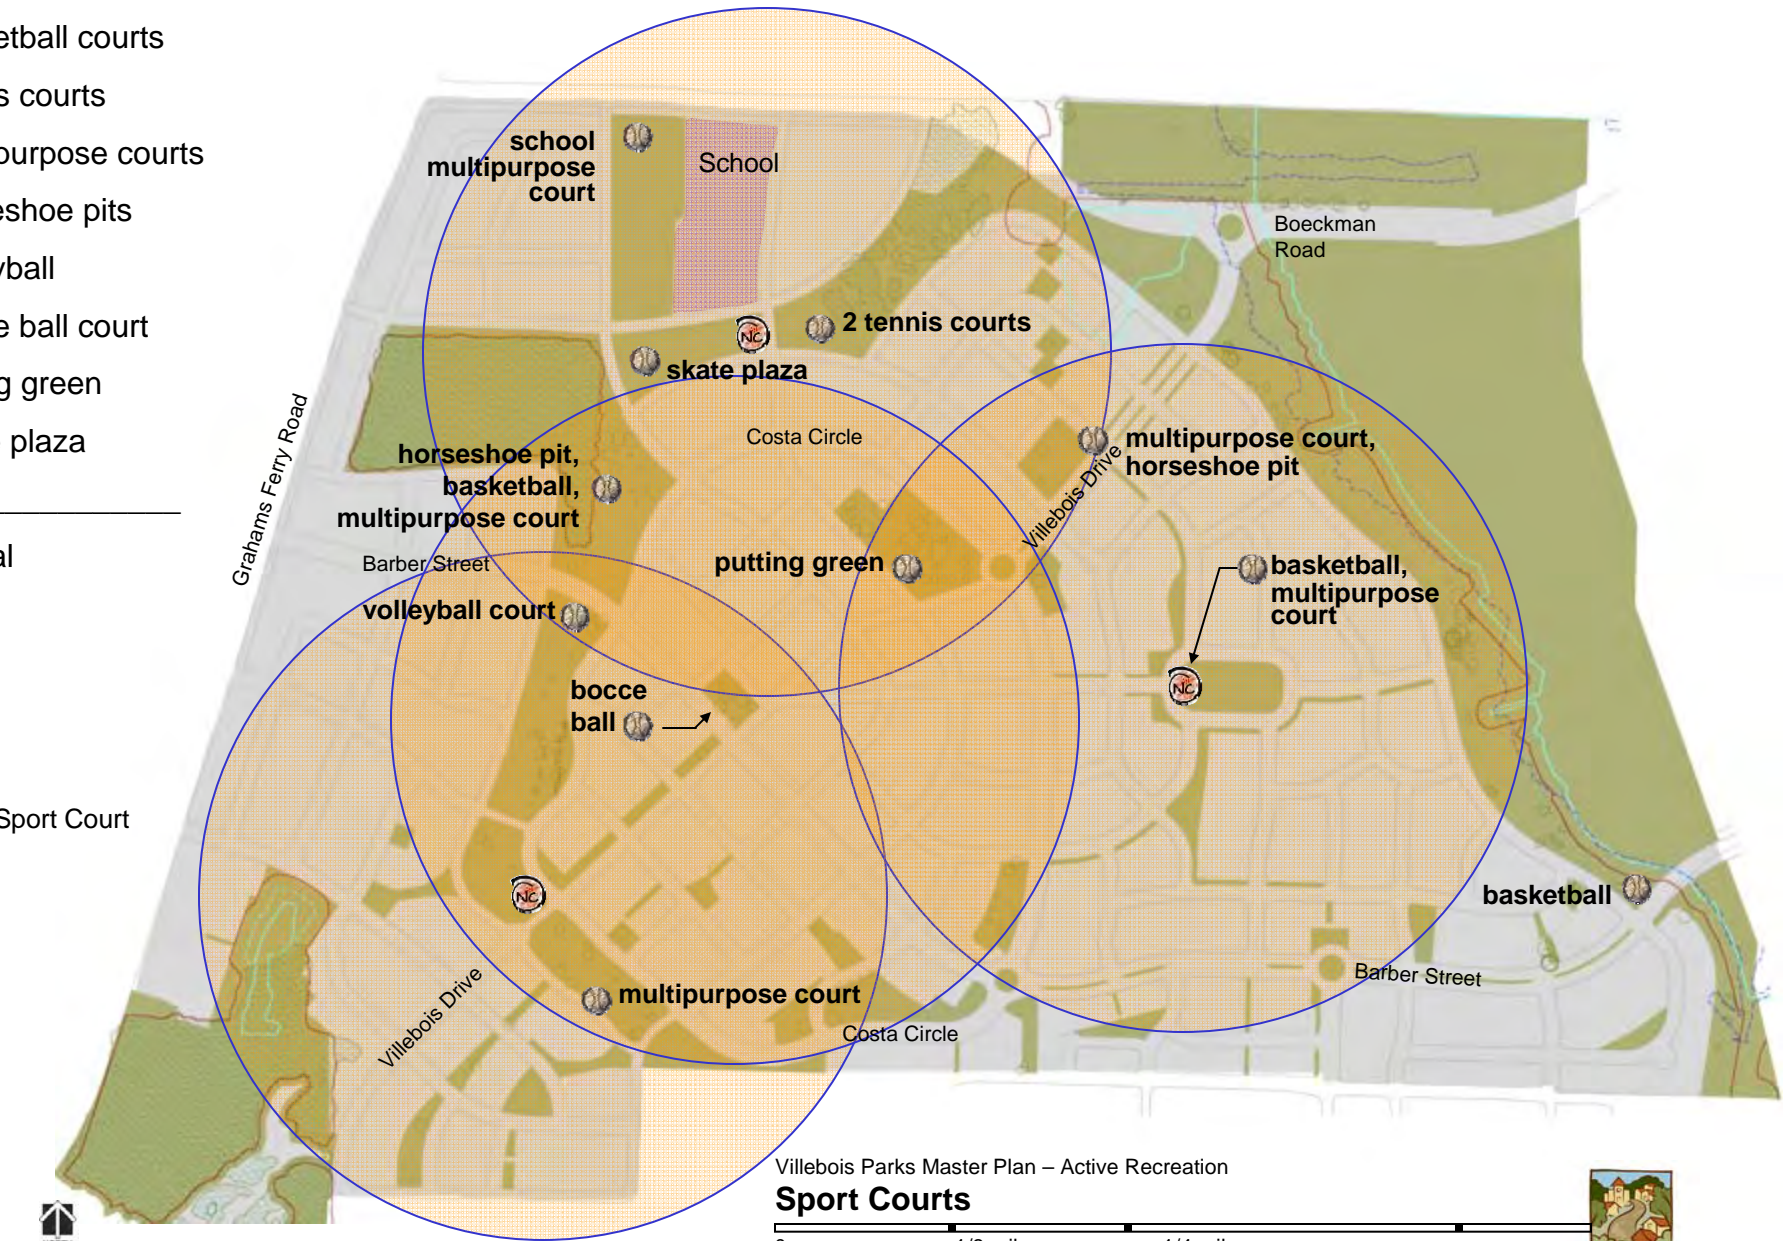 etball courts
s courts
ourpose courts
eshoe pits
yball
e ball court
g green
plaza
al
Sport Court
school
multipurpose
court
School
Boeckman
Road
2 tennis courts
NC
skate plaza
Grahams Ferry Road
Costa Circle
horseshoe pit,
basketball,
multipurpose court
multipurpose court,
horseshoe pit
Villebois Drive
Barber Street
putting green
basketball,
multipurpose
court
volleyball court
bocce
ball
NC
NC
basketball
Barber Street
Villebois Drive
multipurpose court
Costa Circle
Villebois Parks Master Plan – Active Recreation
Sport Courts